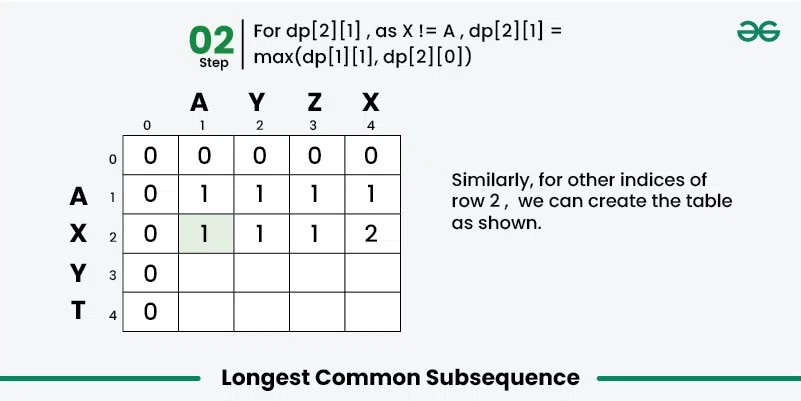 02
Step
For dp[2][1] , as X != A , dp[2][1] =
max(dp[1][1], dp[2][0])
A Y Z X
0 1 2 3 4
0 0 0 0 0 0
A 1 0 1 1 1 1
X 2 0 1 1 1 2
Y 3 0
T 4 0
Similarly, for other indices of
row 2 , we can create the table
as shown.
Longest Common Subsequence